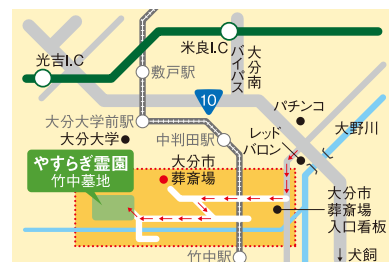 米良I.C
光吉I.C
大分南
バイパス
敷戸駅
10
パチンコ
大分大学前駅
大分大学
大野川
中判田駅
レッド
バロン
やすらぎ霊園
竹中墓地
大分市
葬斎場
大分市
葬斎場
入口看板
竹中駅
犬飼